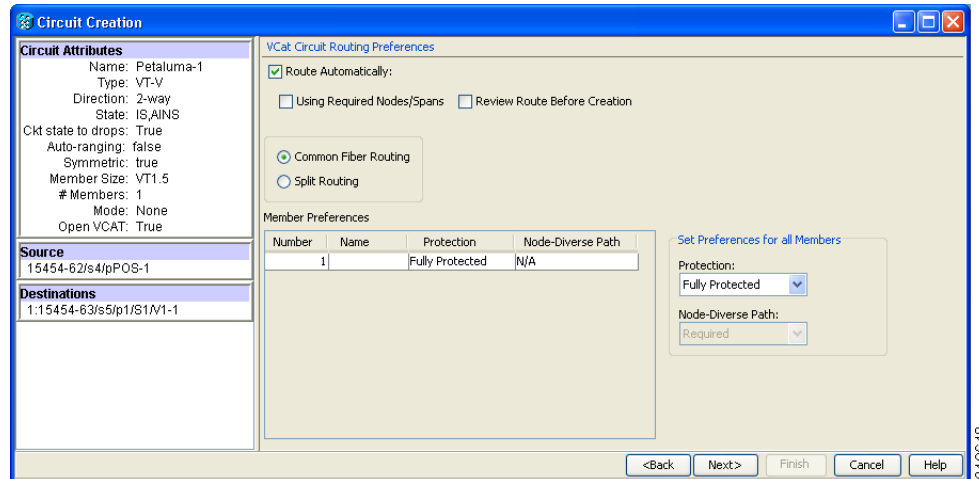 Circuit Creation
Circuit Attributes
Name: Petaluma-1
Type: VT-V
Direction: 2-way
State: IS,AINS
Ckt state to drops: True
Auto-ranging: false
Symmetric: true
Member Size: VT1.5
# Members: 1
Mode: None
Open VCAT: True
Source
15454-62/s4/pPOS-1
Destinations
1:15454-63/s5/p1/S1/V1-1
VCat Circuit Routing Preferences
Route Automatically:
Using Required Nodes/Spans Review Route Before Creation
Common Fiber Routing
Split Routing
Member Preferences
Number Name Protection Node-Diverse Path
1 Fully Protected N/A
Set Preferences for all Members
Protection:
Fully Protected
Node-Diverse Path:
Required
<Back Next> Finish Cancel Help